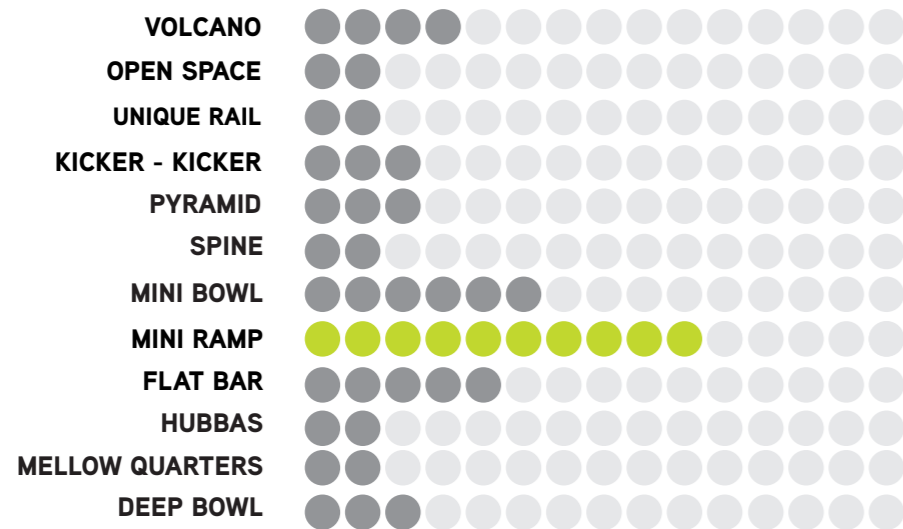 VOLCANO
OPEN SPACE
UNIQUE RAIL
KICKER - KICKER
PYRAMID
SPINE
MINI BOWL
MINI RAMP
FLAT BAR
HUBBAS
MELLOW QUARTERS
DEEP BOWL